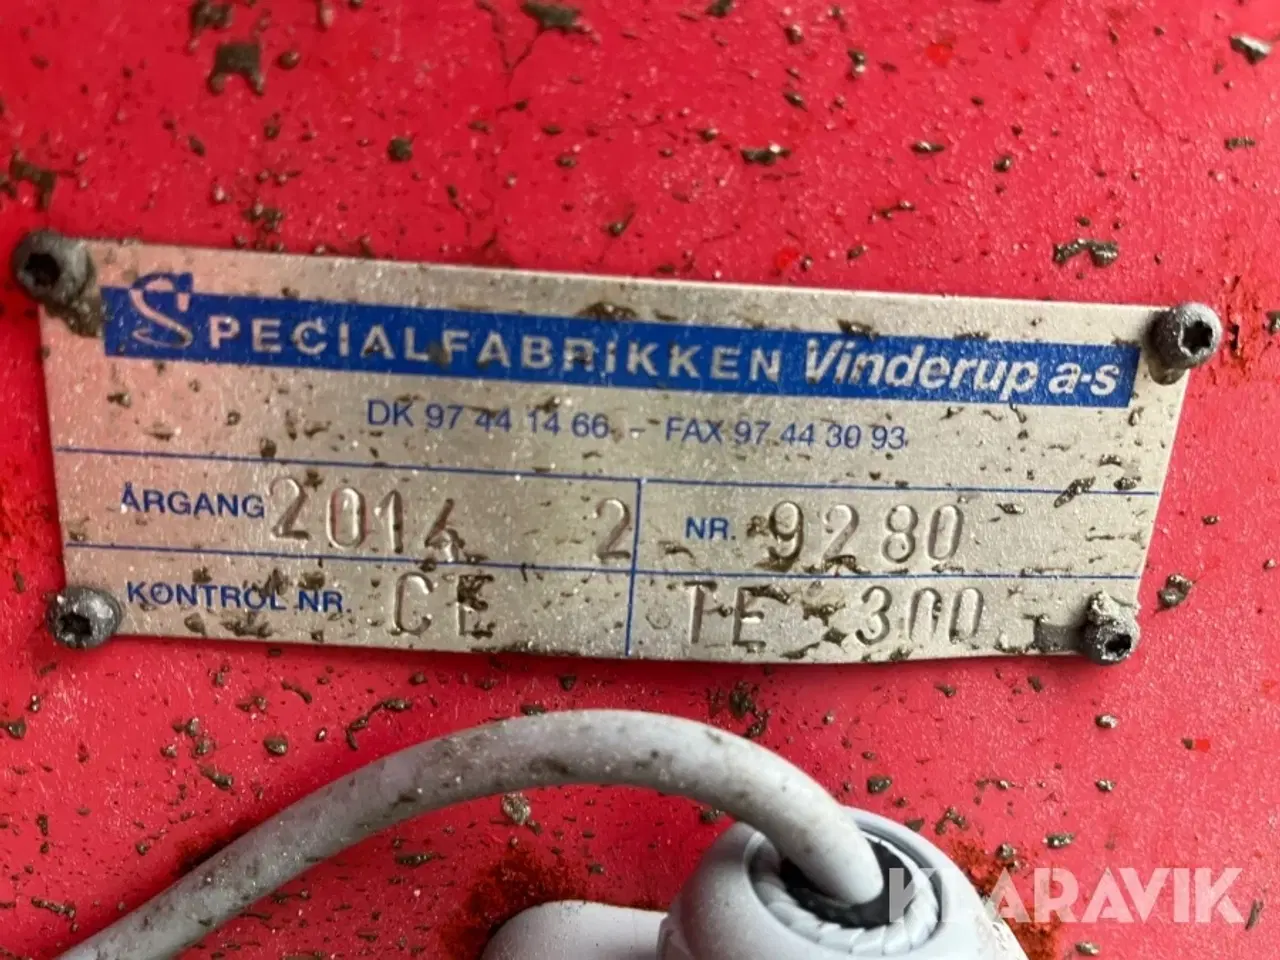 SPECIALFABRIKKEN Vinderup a-s
DK 97 44 14 66 - FAX 97 44 30 93
ÅRGANG 2014 2 NR. 9280
KONTROL NR. CE TE 300
KLARAVIK